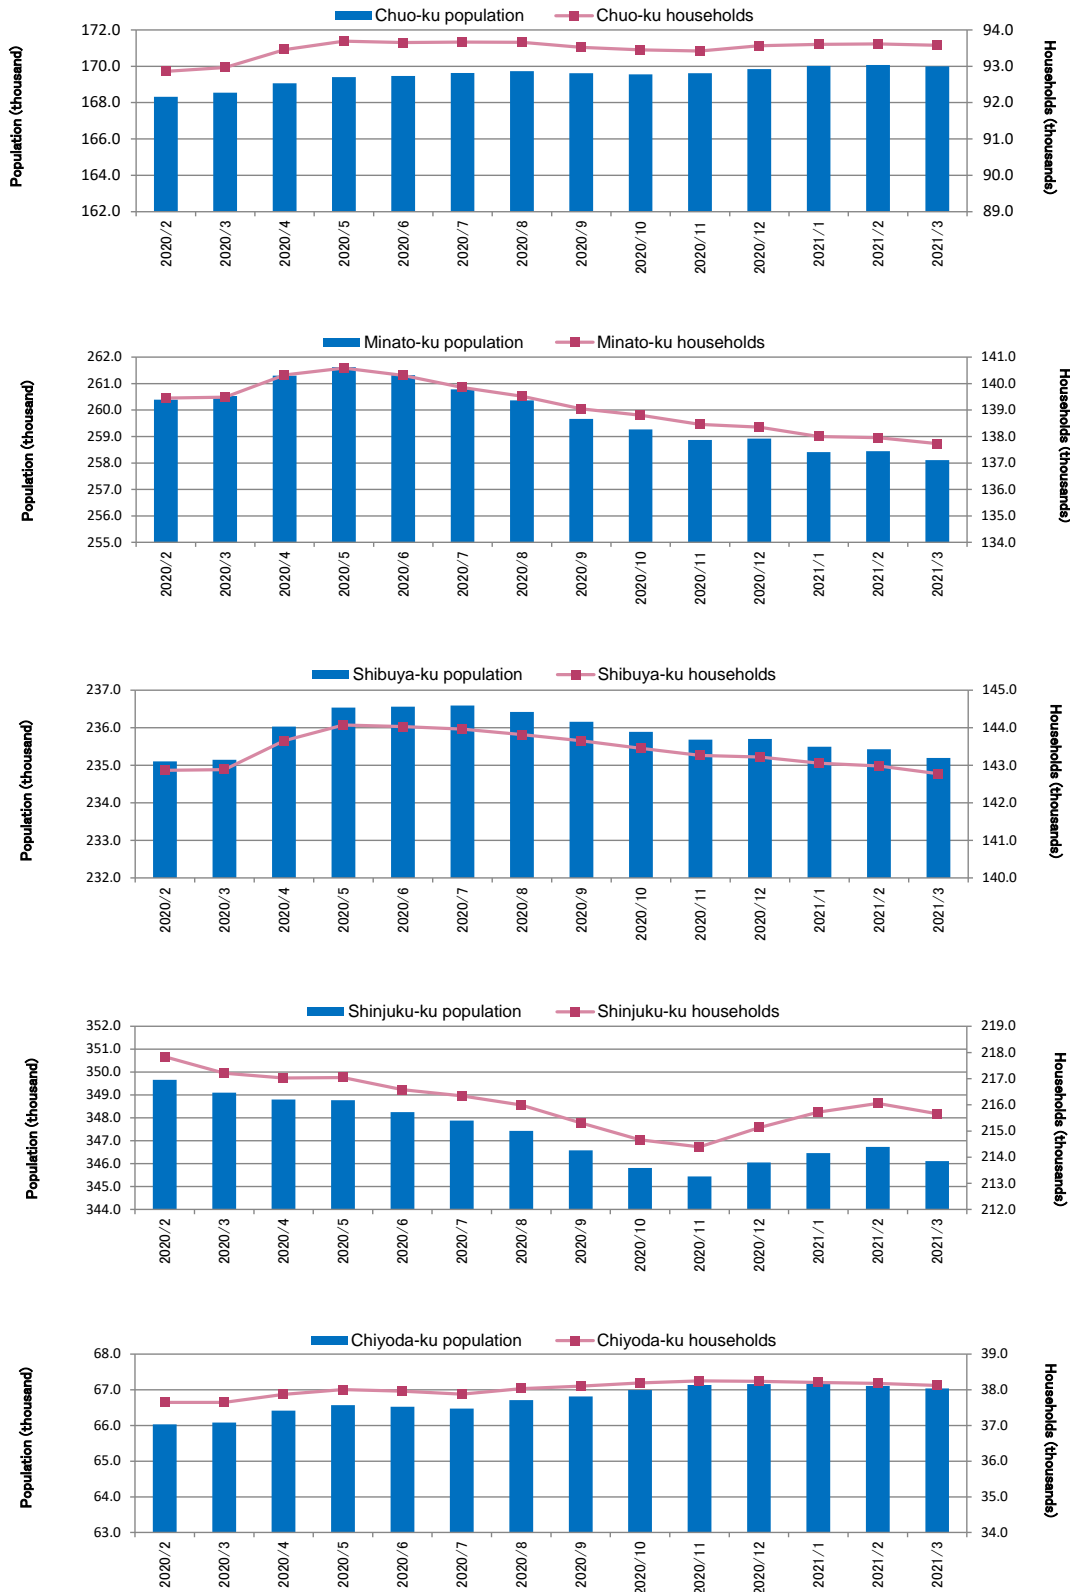 Chuo-ku population Chuo-ku households
Population (thousand)
Households (thousands)
172.0 94.0
170.0 93.0
168.0 92.0
166.0 91.0
164.0 90.0
162.0 89.0
2020/2 2020/3 2020/4 2020/5 2020/6 2020/7 2020/8 2020/9 2020/10 2020/11 2020/12 2021/1 2021/2 2021/3
Minato-ku population Minato-ku households
Population (thousand)
Households (thousands)
262.0 141.0
261.0 140.0
260.0 139.0
259.0 138.0
258.0 137.0
257.0 136.0
256.0 135.0
255.0 134.0
2020/2 2020/3 2020/4 2020/5 2020/6 2020/7 2020/8 2020/9 2020/10 2020/11 2020/12 2021/1 2021/2 2021/3
Shibuya-ku population Shibuya-ku households
Population (thousand)
Households (thousands)
237.0 145.0
236.0 144.0
235.0 143.0
234.0 142.0
233.0 141.0
232.0 140.0
2020/2 2020/3 2020/4 2020/5 2020/6 2020/7 2020/8 2020/9 2020/10 2020/11 2020/12 2021/1 2021/2 2021/3
Shinjuku-ku population Shinjuku-ku households
Population (thousand)
Households (thousands)
352.0 219.0
351.0 218.0
350.0 217.0
349.0 216.0
348.0 215.0
347.0 214.0
346.0 213.0
345.0 212.0
344.0
2020/2 2020/3 2020/4 2020/5 2020/6 2020/7 2020/8 2020/9 2020/10 2020/11 2020/12 2021/1 2021/2 2021/3
Chiyoda-ku population Chiyoda-ku households
Population (thousand)
Households (thousands)
68.0 39.0
67.0 38.0
66.0 37.0
65.0 36.0
64.0 35.0
63.0 34.0
2020/2 2020/3 2020/4 2020/5 2020/6 2020/7 2020/8 2020/9 2020/10 2020/11 2020/12 2021/1 2021/2 2021/3